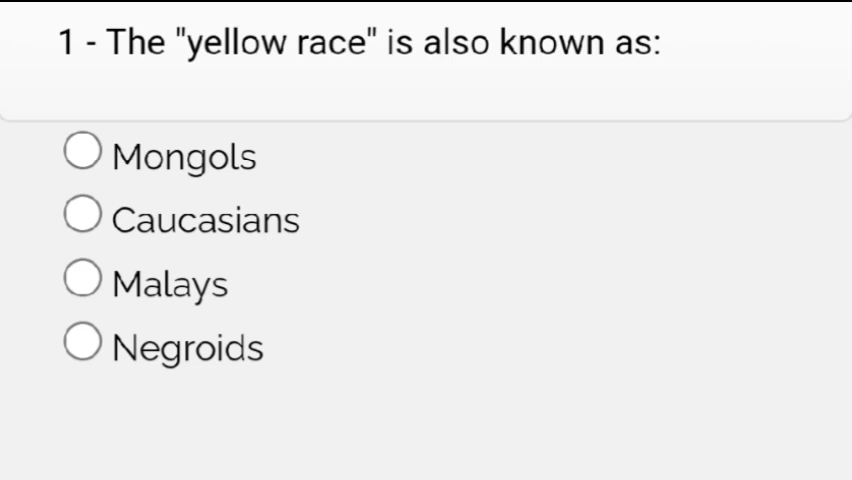 1 - The "yellow race" is also known as:
Mongols
Caucasians
Malays
Negroids